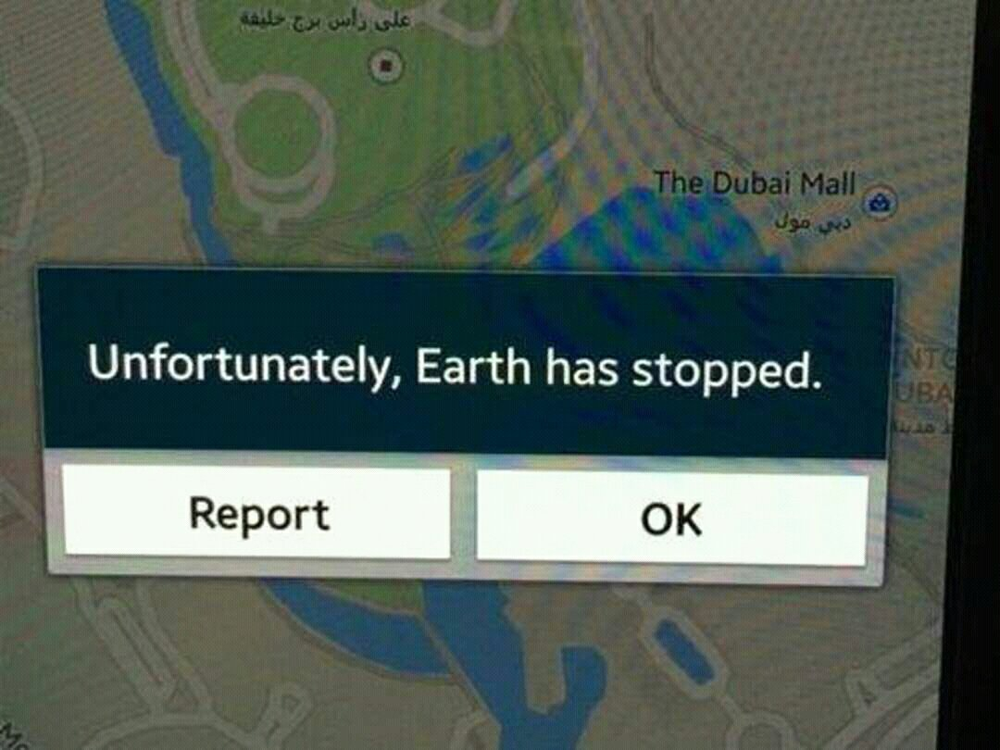 على رأس برج خليفة
The Dubai Mall
دبي مول
Unfortunately, Earth has stopped.
Report
OK